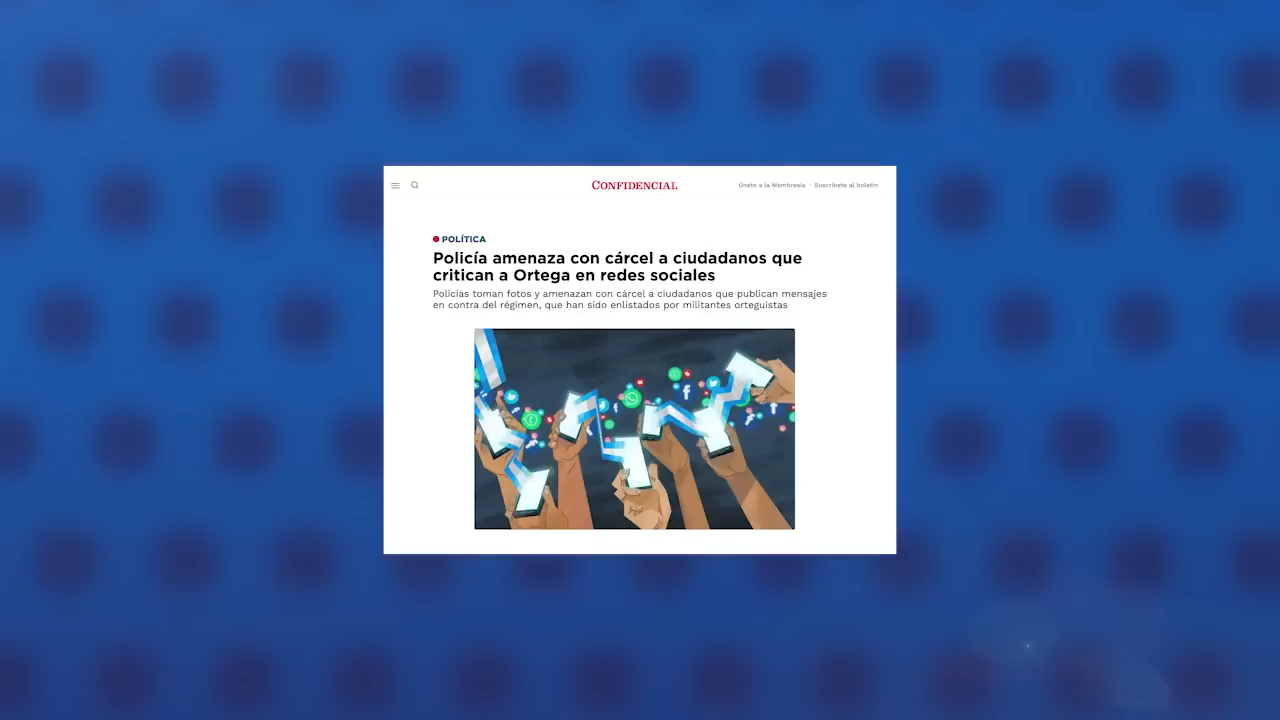 CONFIDENCIAL
Únete a la Membresía · Suscríbete al boletín
POLÍTICA
Policía amenaza con cárcel a ciudadanos que
critican a Ortega en redes sociales
Policías toman fotos y amenazan con cárcel a ciudadanos que publican mensajes
en contra del régimen, que han sido enlistados por militantes orteguistas